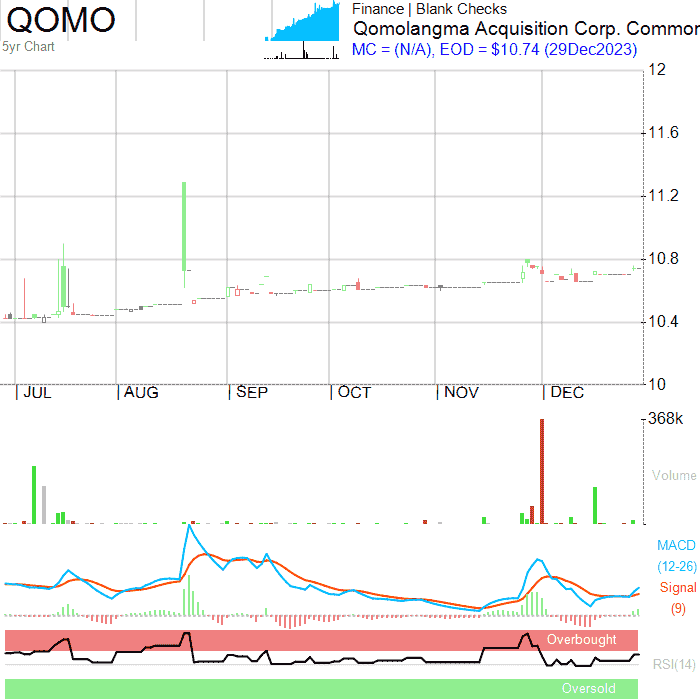 QOMO
5yr Chart
Finance | Blank Checks
Qomolangma Acquisition Corp. Common
MC = (N/A), EOD = $10.74 (29Dec2023)
12
11.6
11.2
10.8
10.4
10
JUL AUG SEP OCT NOV DEC
368k
Volume
MACD
(12-26)
Signal
(9)
Overbought
RSI(14)
Oversold